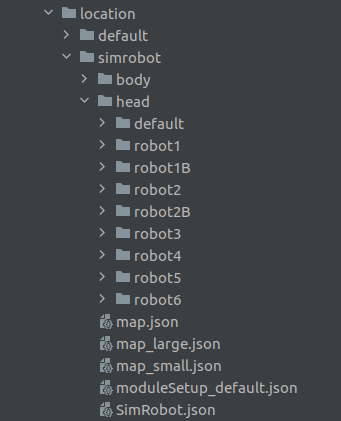 location
default
simrobot
body
head
default
robot1
robot1B
robot2
robot2B
robot3
robot4
robot5
robot6
map.json
map_large.json
map_small.json
moduleSetup_default.json
SimRobot.json